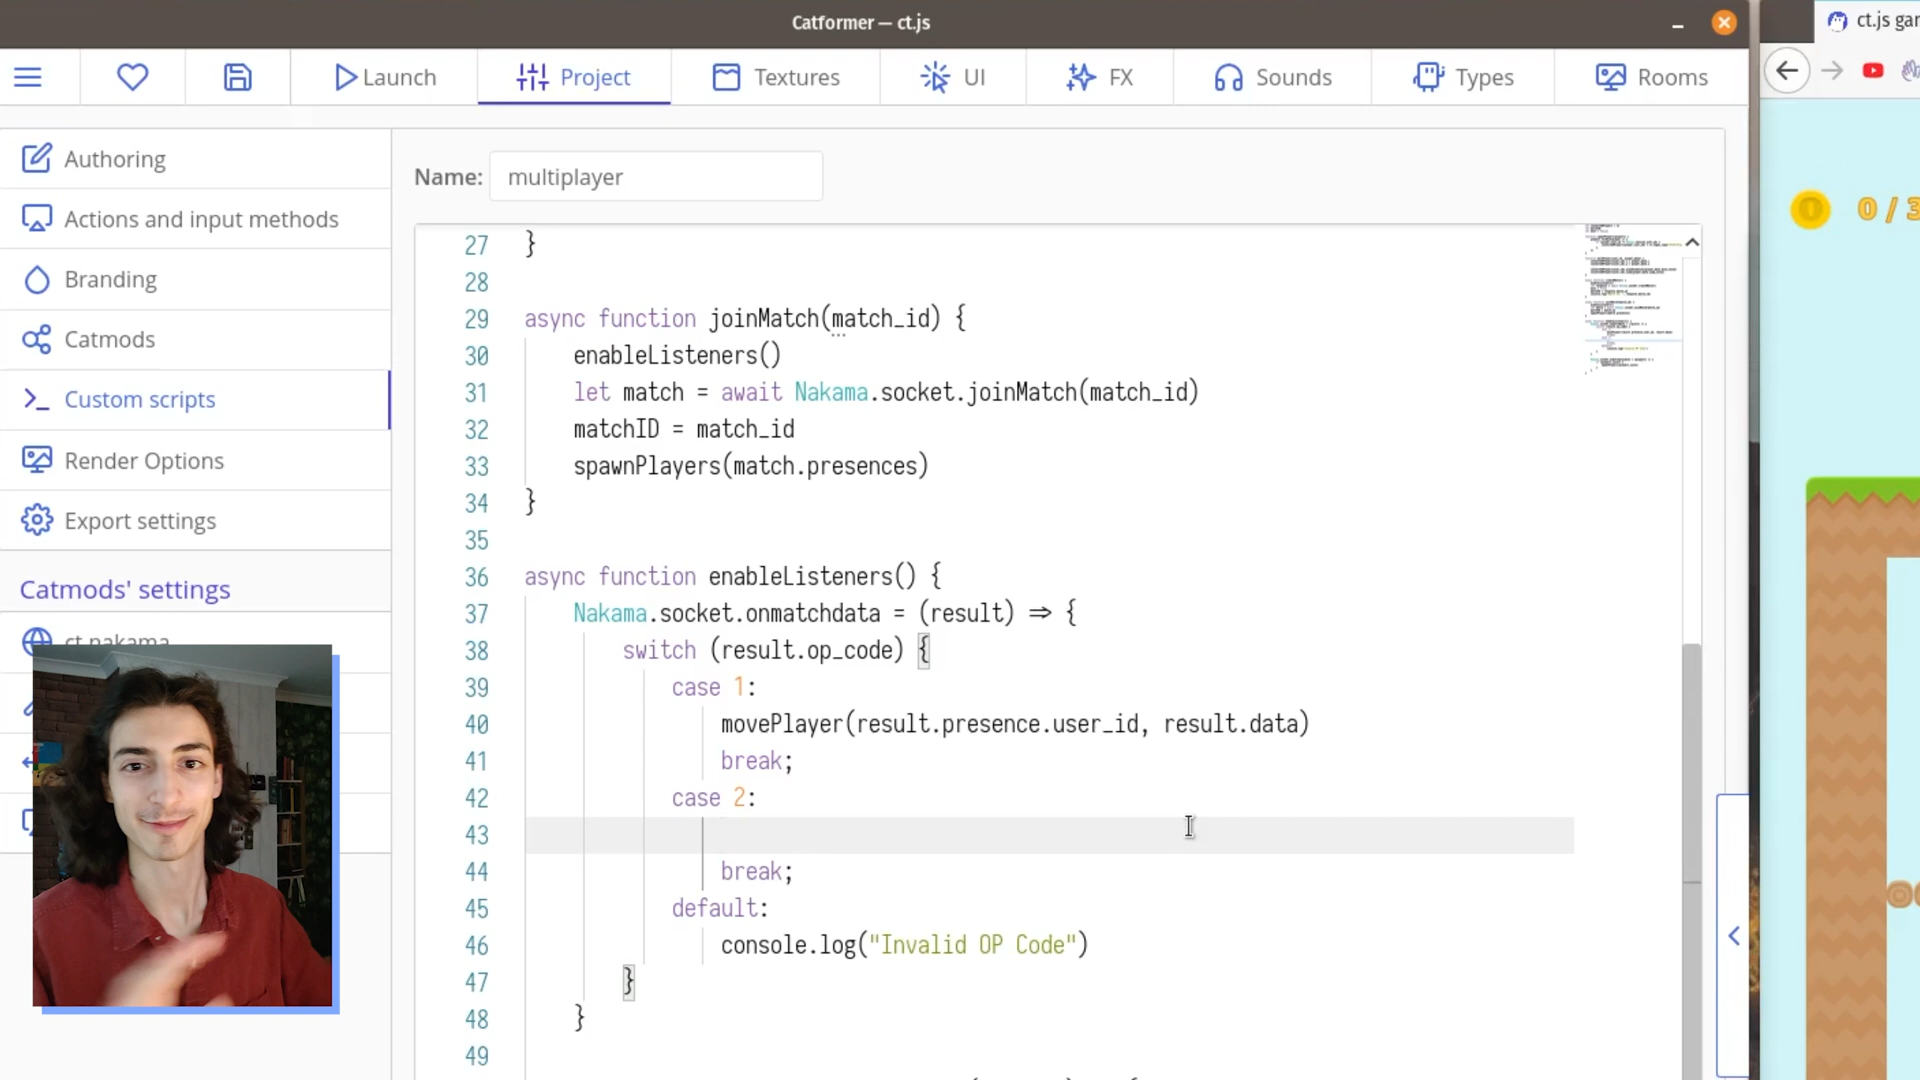 Catformer — ct.js
ct.js gam
Launch
Project
Textures
UI
FX
Sounds
Types
Rooms
Authoring
Actions and input methods
Branding
Catmods
Custom scripts
Render Options
Export settings
Catmods' settings
ct.nakama
Name: multiplayer
27 }
28
29 async function joinMatch(match_id) {
30 enableListeners()
31 let match = await Nakama.socket.joinMatch(match_id)
32 matchID = match_id
33 spawnPlayers(match.presences)
34 }
35
36 async function enableListeners() {
37 Nakama.socket.onmatchdata = (result) => {
38 switch (result.op_code) {
39 case 1:
40 movePlayer(result.presence.user_id, result.data)
41 break;
42 case 2:
43
44 break;
45 default:
46 console.log("Invalid OP Code")
47 }
48 }
49
0 / 3